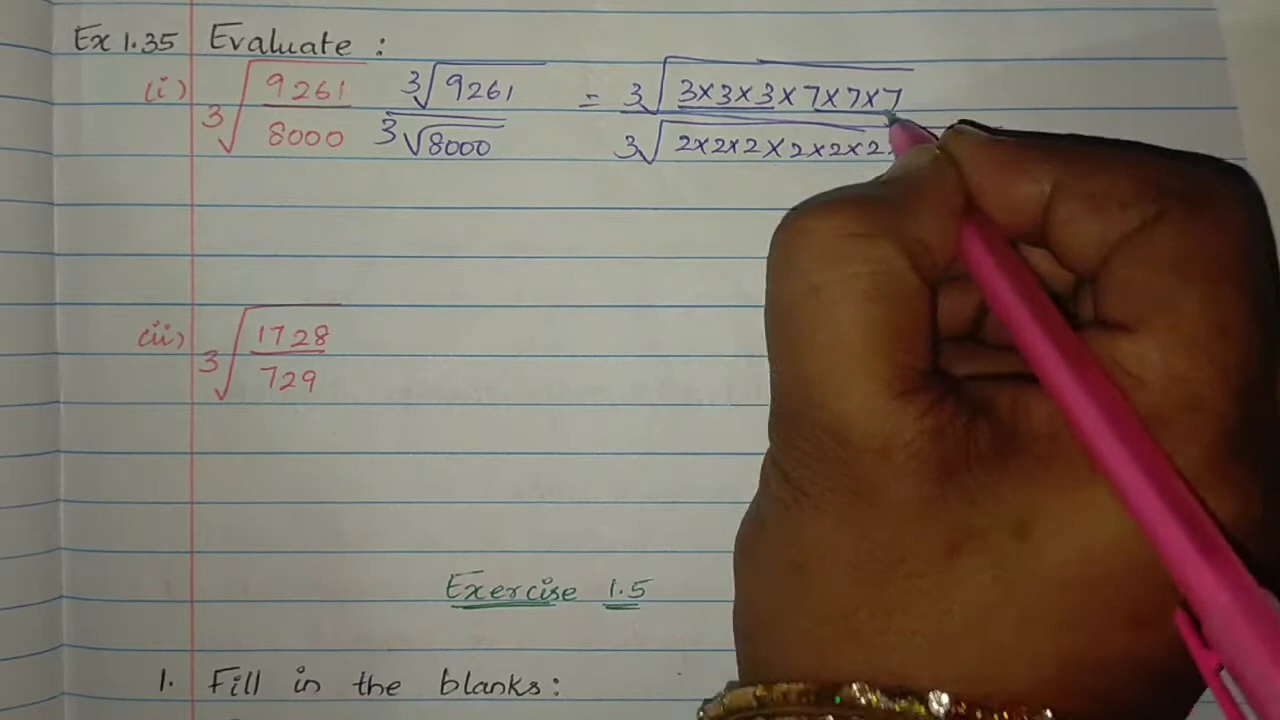 Ex 1.35 Evaluate :
(i) ∛(9261/8000) ∛9261/∛8000 = ∛(3×3×3×7×7×7)/∛(2×2×2×2×2×2
(ii) ∛(1728/729)
Exercise 1.5
1. Fill in the blanks: